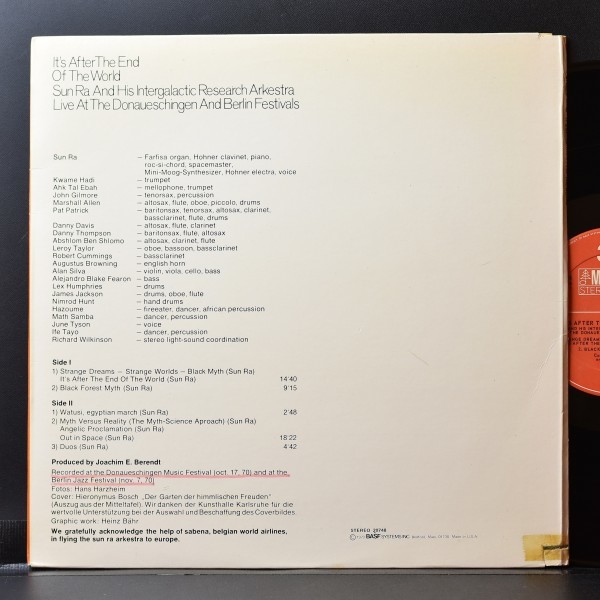 It's After The End
Of The World
Sun Ra And His Intergalactic Research Arkestra
Live At The Donaueschingen And Berlin Festivals
Sun Ra – Farfisa organ, Hohner clavinet, piano,
roc-si-chord, spacemaster,
Mini-Moog-Synthesizer, Hohner electra, voice
Kwame Hadi – trumpet
Ahk Tal Ebah – mellophone, trumpet
John Gilmore – tenorsax, percussion
Marshall Allen – altosax, flute, oboe, piccolo, drums
Pat Patrick – baritonsax, tenorsax, altosax, clarinet,
bassclarinet, flute, drums
Danny Davis – altosax, flute, clarinet
Danny Thompson – baritonsax, flute, altosax
Abshlom Ben Shlomo – altosax, clarinet, flute
Leroy Taylor – oboe, bassoon, bassclarinet
Robert Cummings – bassclarinet
Augustus Browning – english horn
Alan Silva – violin, viola, cello, bass
Alejandro Blake Fearon – bass
Lex Humphries – drums
James Jackson – drums, oboe, flute
Nimrod Hunt – hand drums
Hazoume – fireeater, dancer, african percussion
Math Samba – dancer, percussion
June Tyson – voice
Ife Tayo – dancer, percussion
Richard Wilkinson – stereo light-sound coordination
Side I
1) Strange Dreams – Strange Worlds – Black Myth (Sun Ra)
It's After The End Of The World (Sun Ra) 14'40
2) Black Forest Myth (Sun Ra) 9'15
Side II
1) Watusi, egyptian march (Sun Ra) 2'48
2) Myth Versus Reality (The Myth-Science Aproach) (Sun Ra)
Angelic Proclamation (Sun Ra)
Out in Space (Sun Ra) 18'22
3) Duos (Sun Ra) 4'42
Produced by Joachim E. Berendt
Recorded at the Donaueschingen Music Festival (oct. 17, 70) and at the
Berlin Jazz Festival (nov. 7, 70)
Fotos: Hans Harzheim
Cover: Hieronymus Bosch „Der Garten der himmlischen Freuden"
(Auszug aus der Mitteltafel). Wir danken der Kunsthalle Karlsruhe für die
wertvolle Unterstützung bei der Auswahl und Beschaffung des Coverbildes.
Graphic work: Heinz Bähr
We gratefully acknowledge the help of sabena, belgian world airlines,
in flying the sun ra arkestra to europe.
STEREO 20748
BASF SYSTEMS INC
STEREO